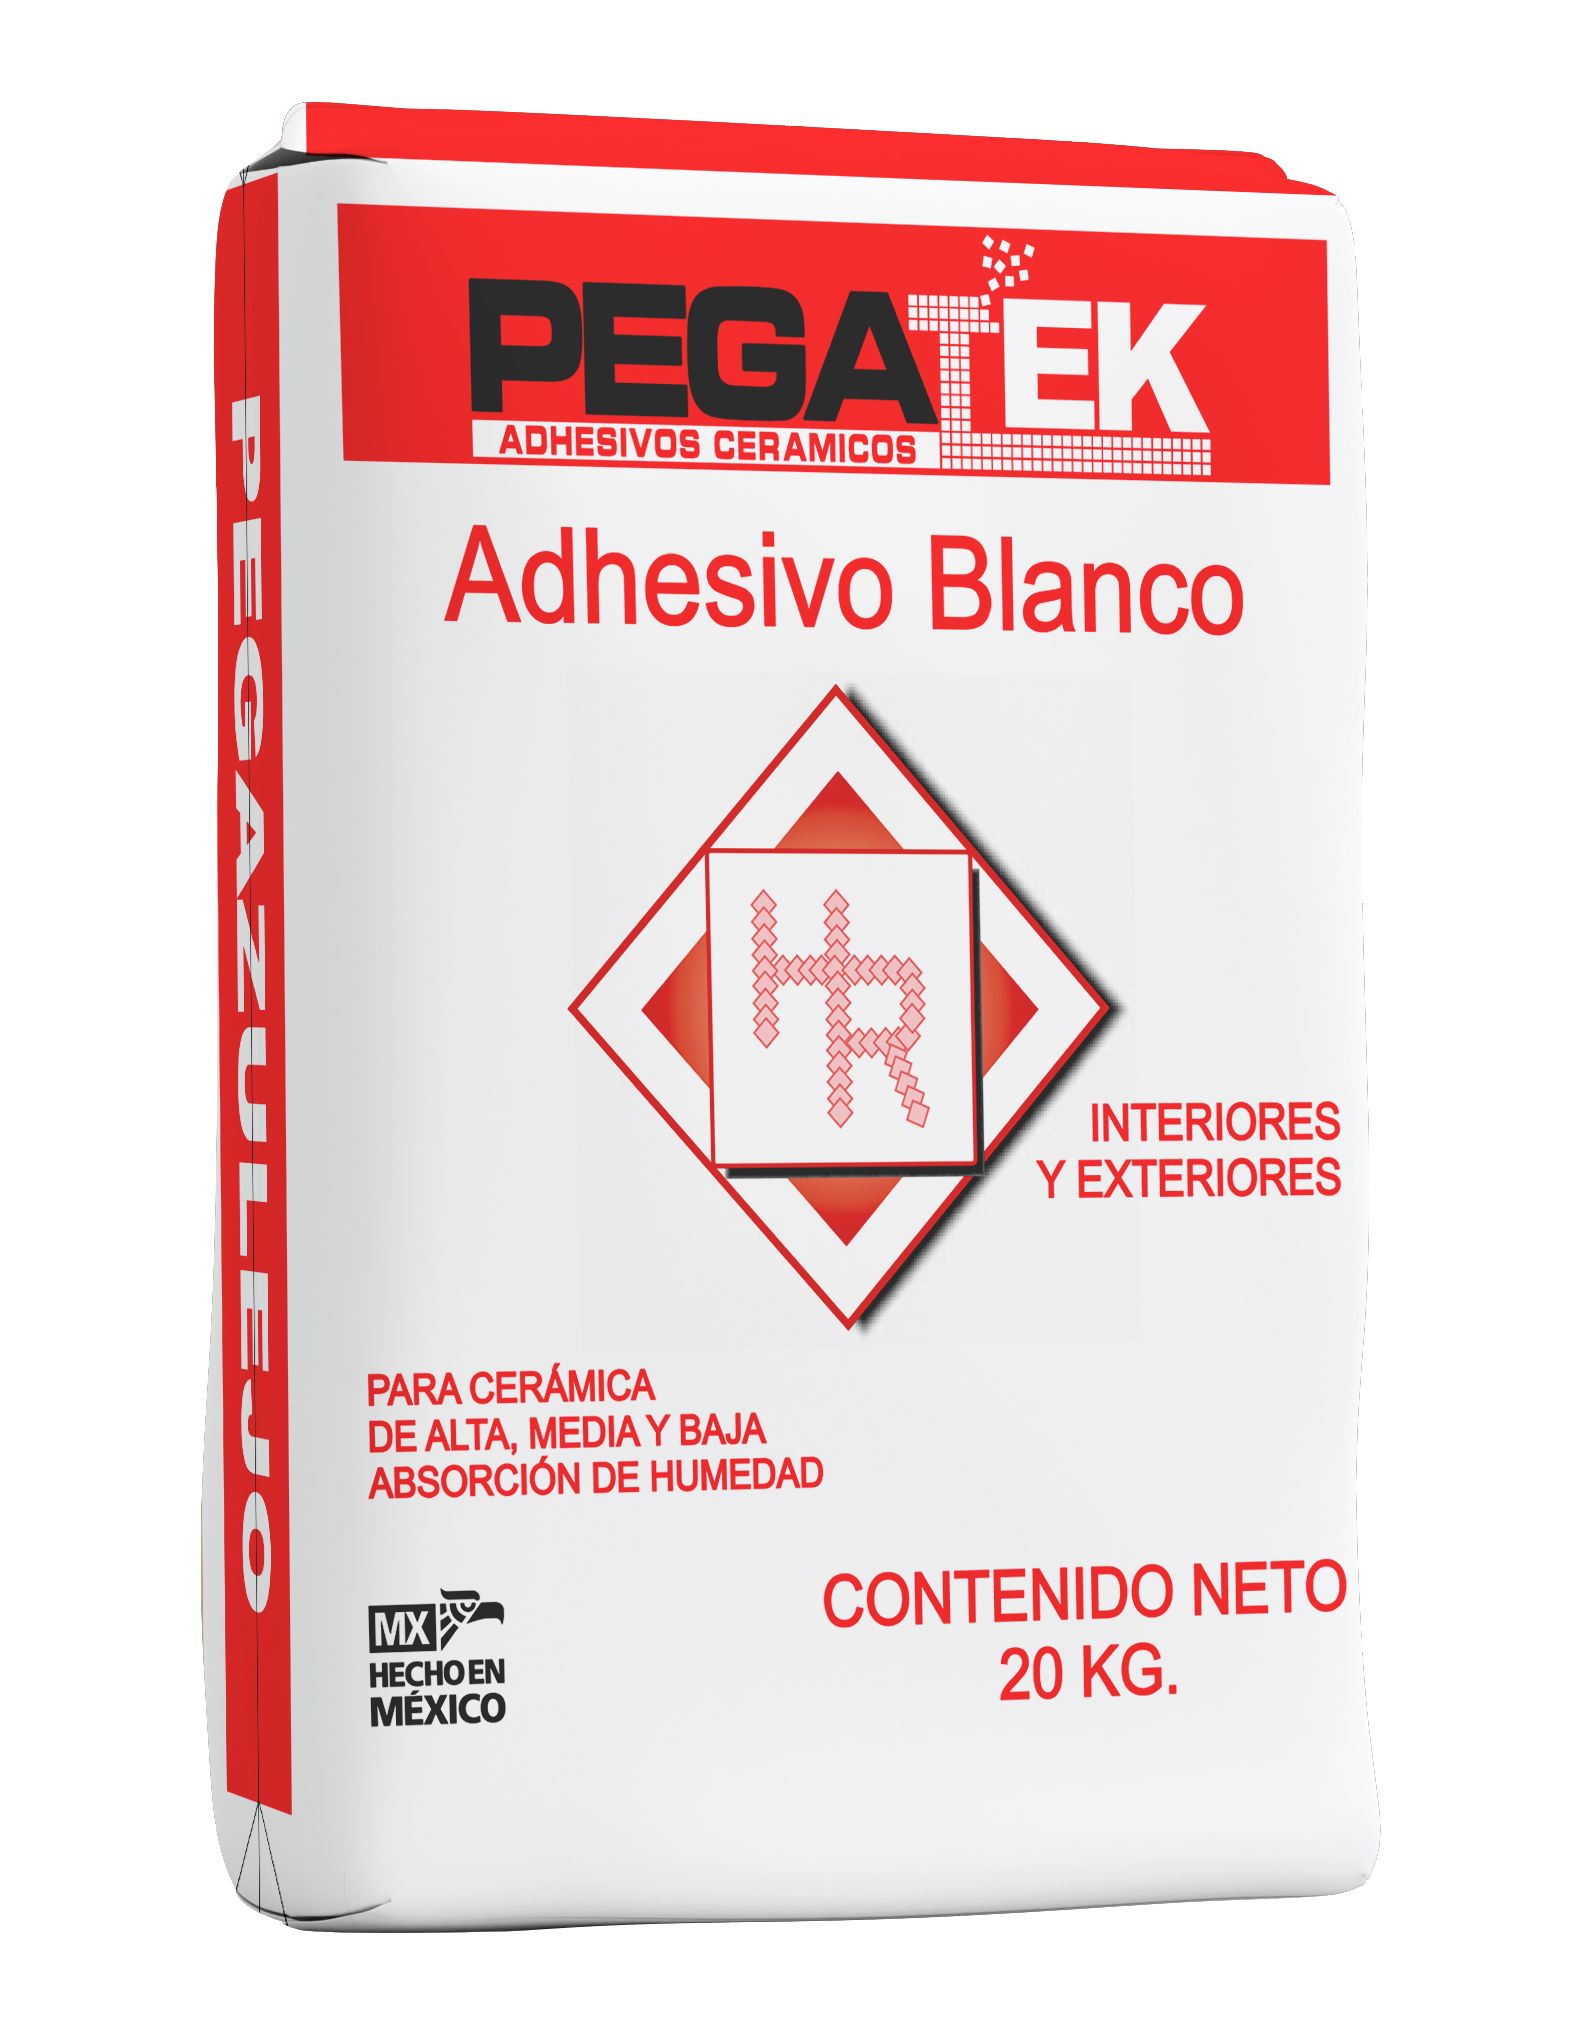 PEGATEK
ADHESIVOS CERAMICOS
Adhesivo Blanco
HR
INTERIORES
Y EXTERIORES
PARA CERÁMICA
DE ALTA, MEDIA Y BAJA
ABSORCIÓN DE HUMEDAD
CONTENIDO NETO
20 KG.
MX
HECHO EN
MÉXICO
PEGAZULEJO